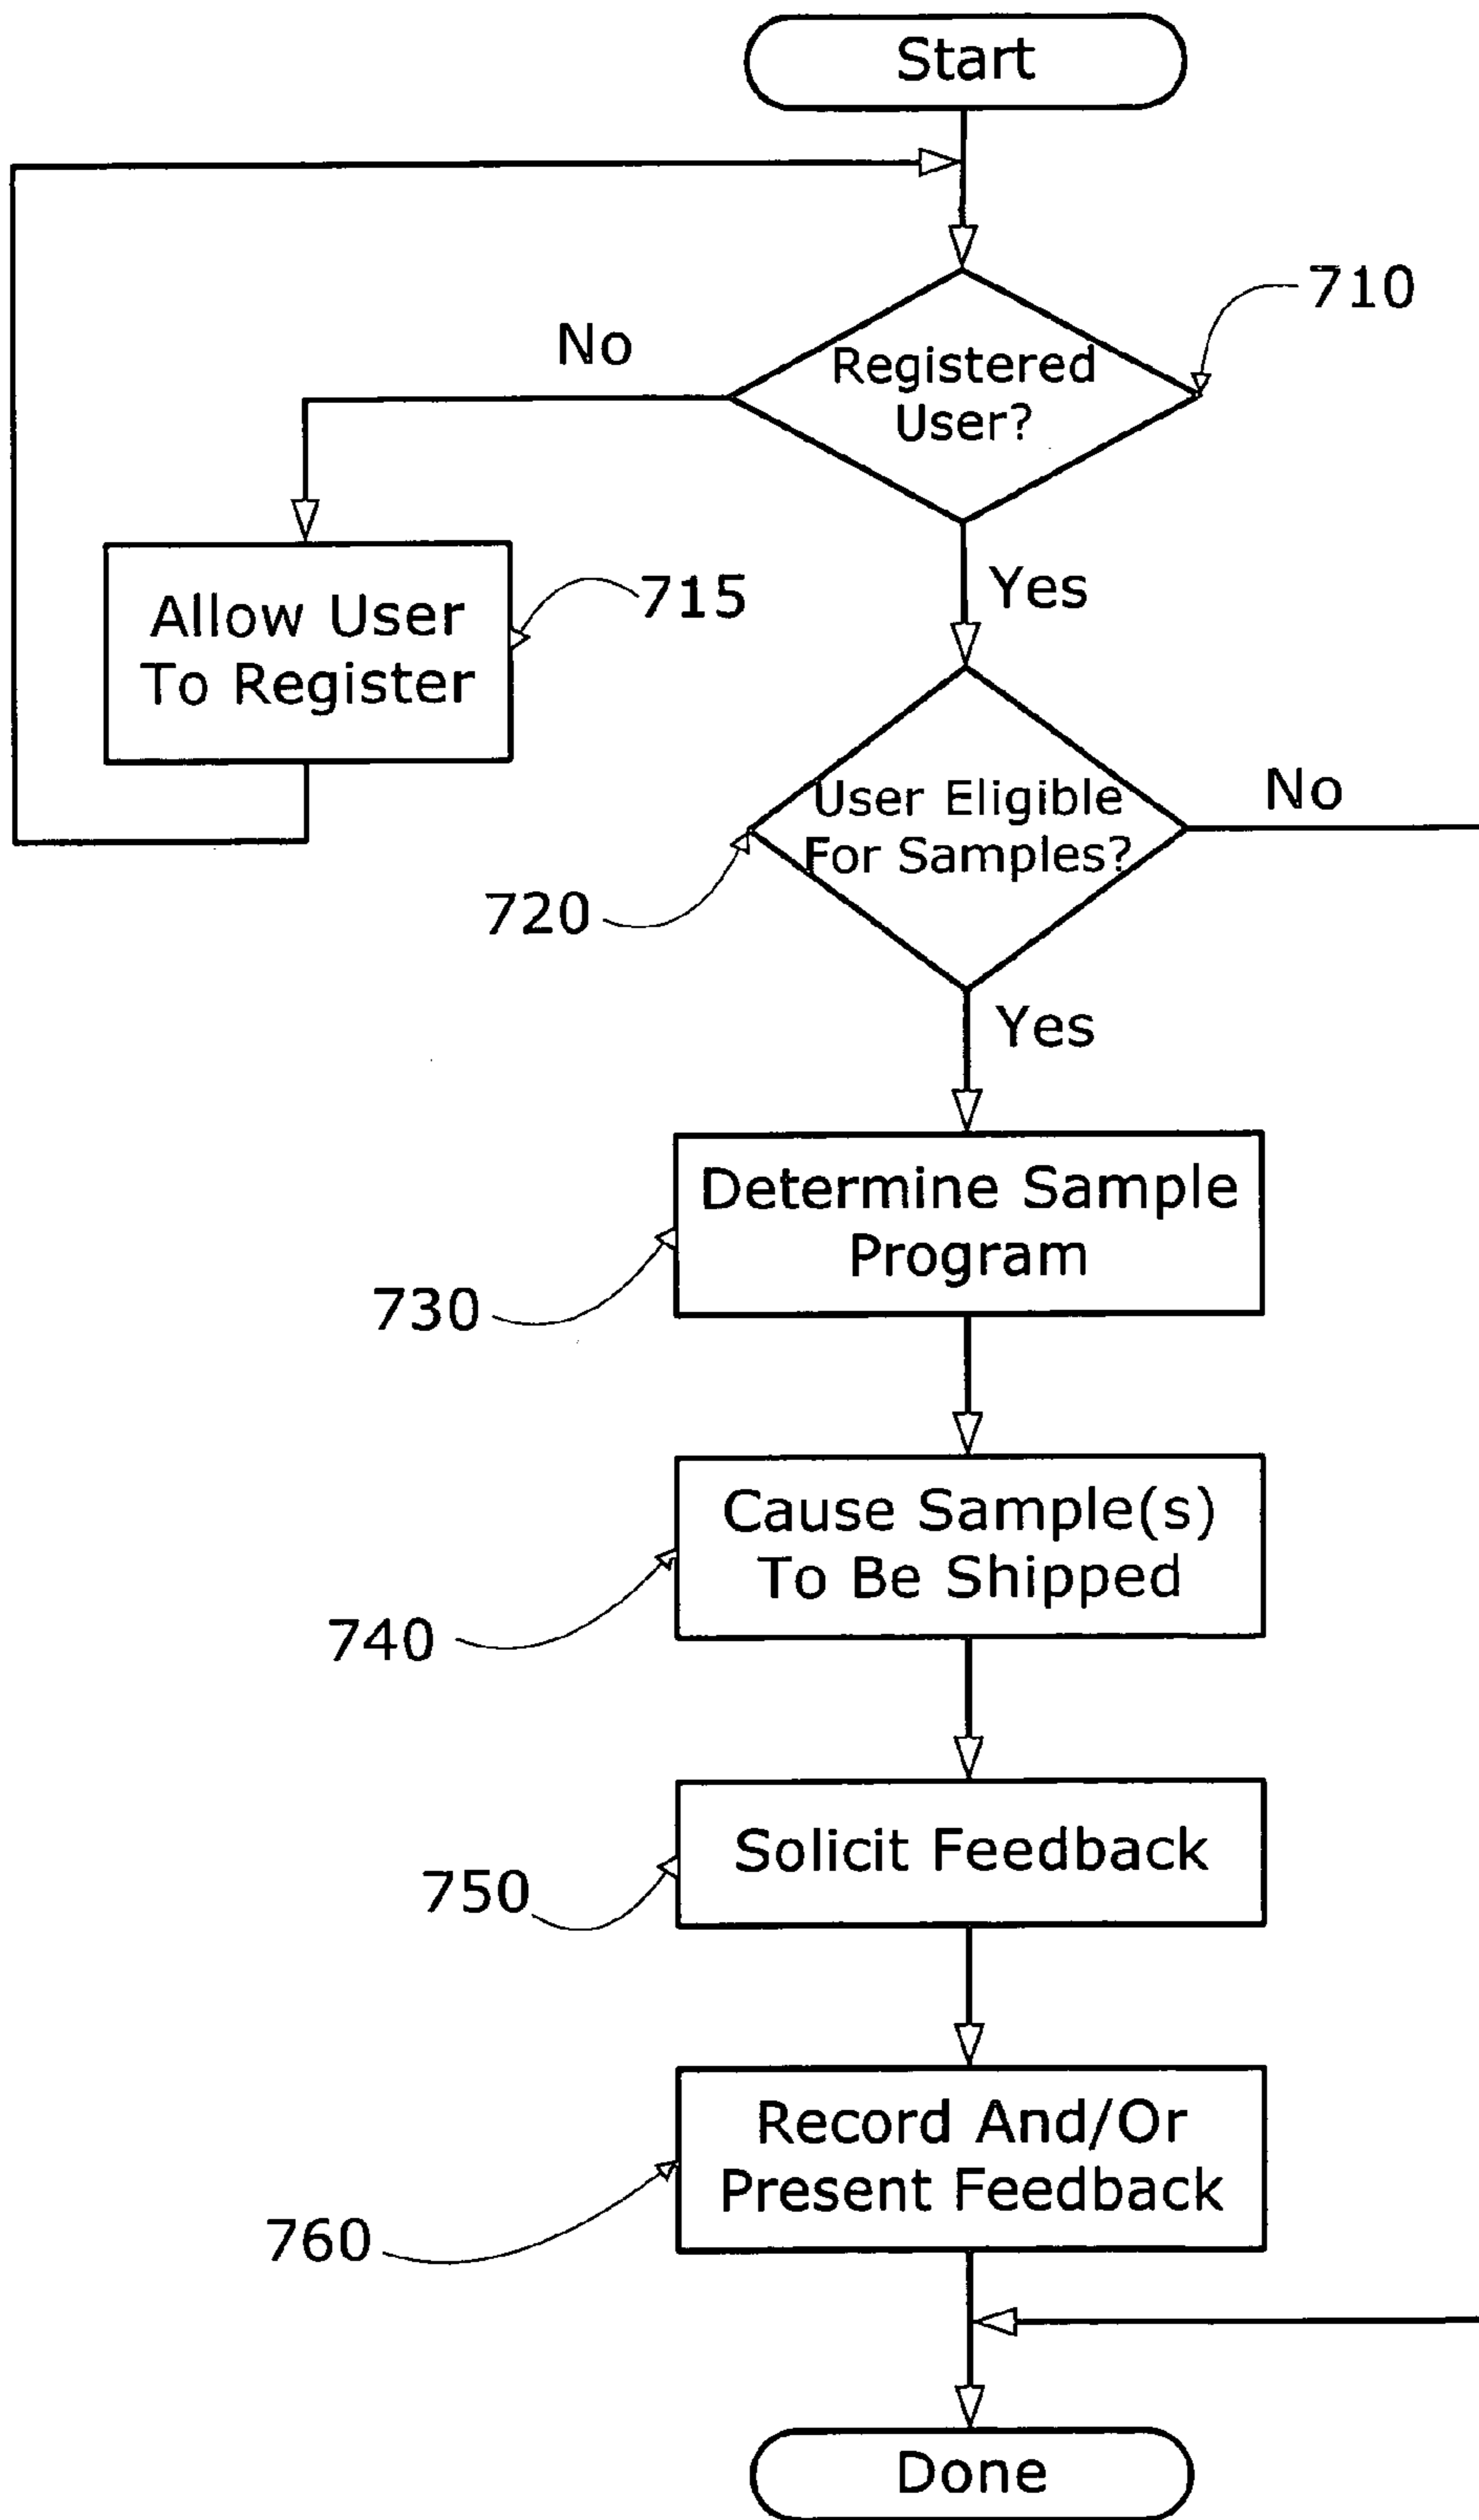 Start
710
No
Registered
User?
Yes
715
Allow User
To Register
User Eligible
For Samples?
No
720
Yes
Determine Sample
Program
730
Cause Sample(s)
To Be Shipped
740
Solicit Feedback
750
Record And/Or
Present Feedback
760
Done